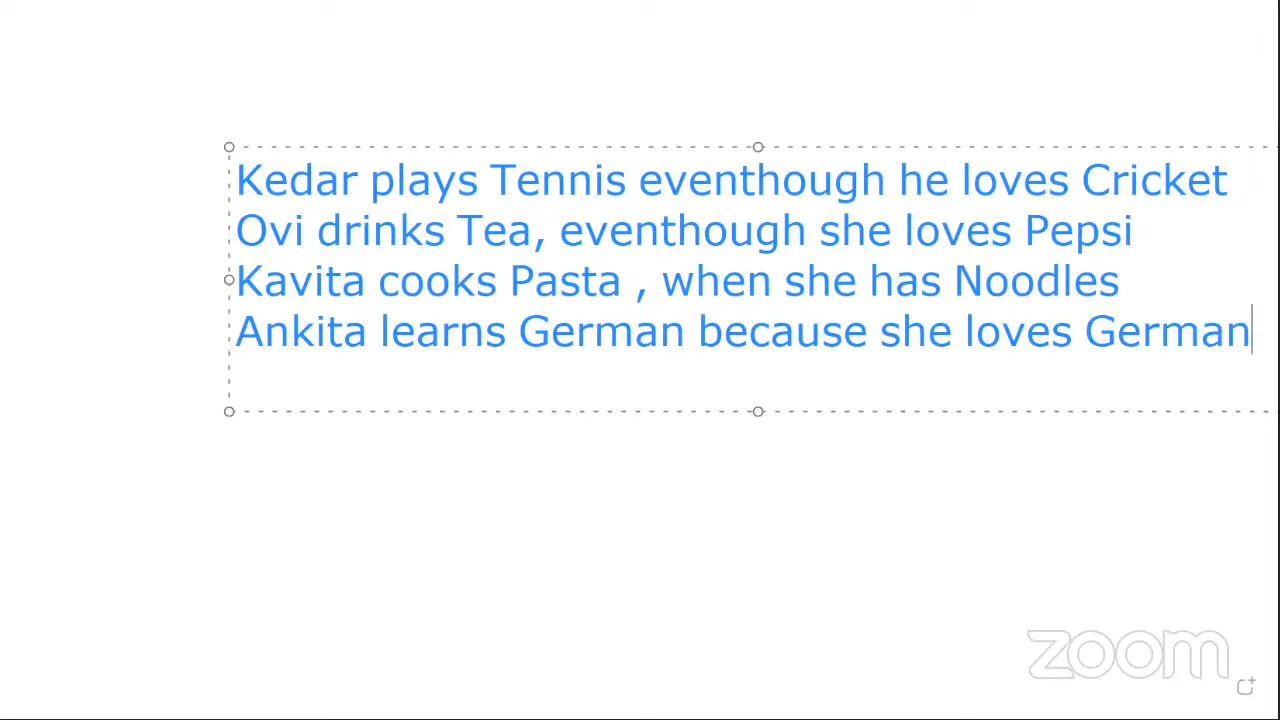 Kedar plays Tennis eventhough he loves Cricket
Ovi drinks Tea, eventhough she loves Pepsi
Kavita cooks Pasta , when she has Noodles
Ankita learns German because she loves German
zoom